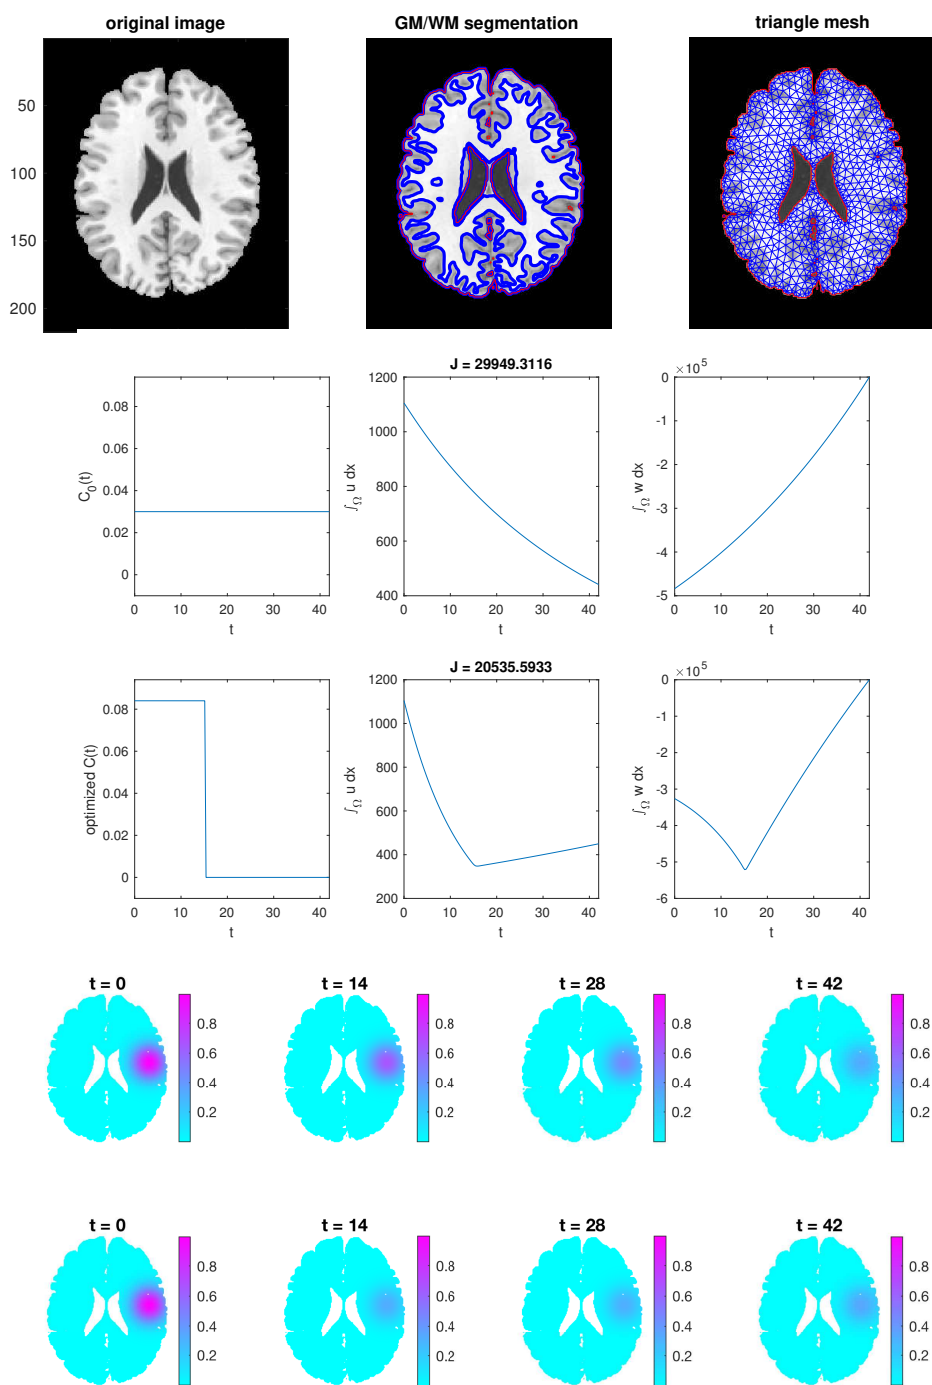 original image GM/WM segmentation triangle mesh
50
100
150
200
J = 29949.3116
×10^5
0.08
0.06
0.04
0.02
0
C_0(t)
0 10 20 30 40
t
1200
1000
800
600
400
∫_Ω u dx
0 10 20 30 40
t
0
-1
-2
-3
-4
-5
∫_Ω w dx
0 10 20 30 40
t
J = 20535.5933
×10^5
0.08
0.06
0.04
0.02
0
optimized C(t)
0 10 20 30 40
t
1200
1000
800
600
400
200
∫_Ω u dx
0 10 20 30 40
t
0
-1
-2
-3
-4
-5
-6
∫_Ω w dx
0 10 20 30 40
t
t = 0 t = 14 t = 28 t = 42
0.8 0.8 0.8 0.8
0.6 0.6 0.6 0.6
0.4 0.4 0.4 0.4
0.2 0.2 0.2 0.2
t = 0 t = 14 t = 28 t = 42
0.8 0.8 0.8 0.8
0.6 0.6 0.6 0.6
0.4 0.4 0.4 0.4
0.2 0.2 0.2 0.2